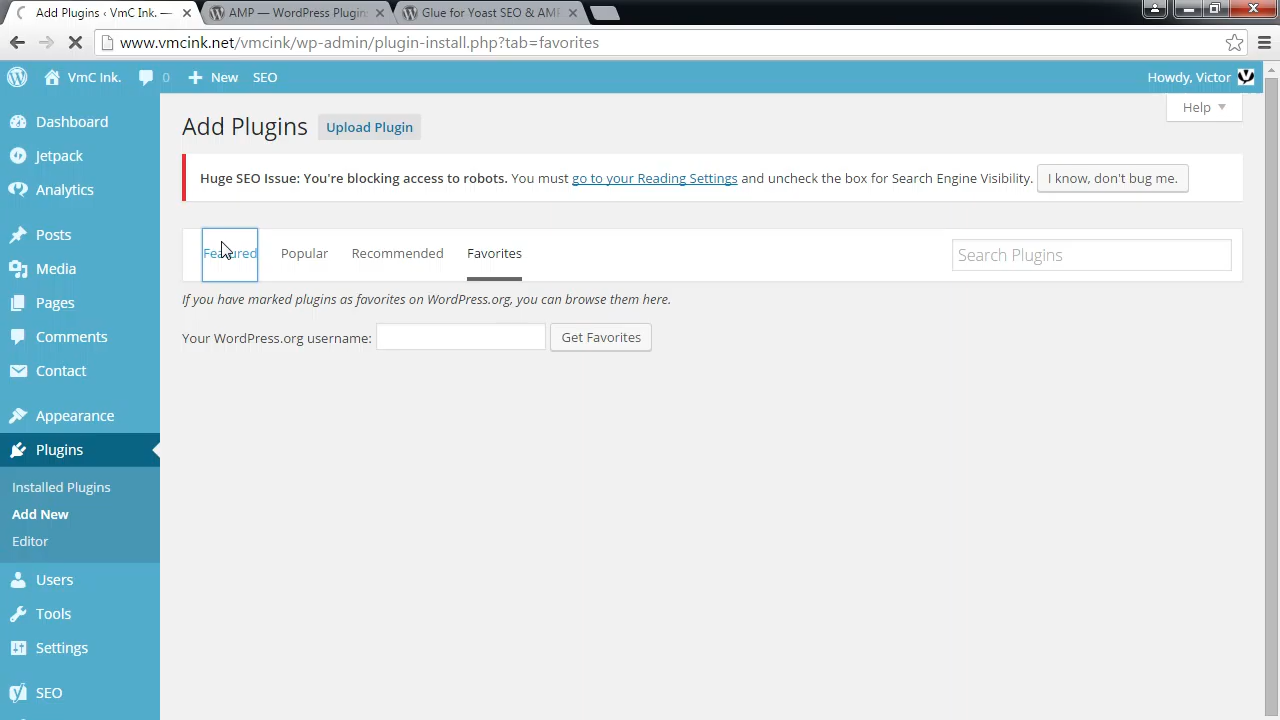 Add Plugins ‹ VmC Ink. —
AMP — WordPress Plugins
Glue for Yoast SEO & AMP
www.vmcink.net/vmcink/wp-admin/plugin-install.php?tab=favorites
VmC Ink.
0
New
SEO
Howdy, Victor
Help
Dashboard
Jetpack
Analytics
Posts
Media
Pages
Comments
Contact
Appearance
Plugins
Installed Plugins
Add New
Editor
Users
Tools
Settings
SEO
Add Plugins
Upload Plugin
Huge SEO Issue: You're blocking access to robots. You must go to your Reading Settings and uncheck the box for Search Engine Visibility.
I know, don't bug me.
Featured
Popular
Recommended
Favorites
Search Plugins
If you have marked plugins as favorites on WordPress.org, you can browse them here.
Your WordPress.org username:
Get Favorites